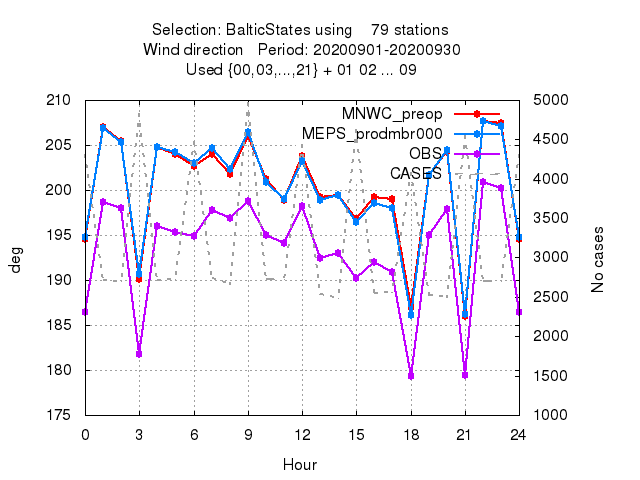 Selection: BalticStates using 79 stations
Wind direction Period: 20200901-20200930
Used {00,03,...,21} + 01 02 ... 09
210 5000
MNWC_preop
MEPS_prodmbr000
OBS
CASES
205 4500
200 4000
195 3500
190 3000
185 2500
180 2000
175 1500
1000
deg
No cases
0 3 6 9 12 15 18 21 24
Hour